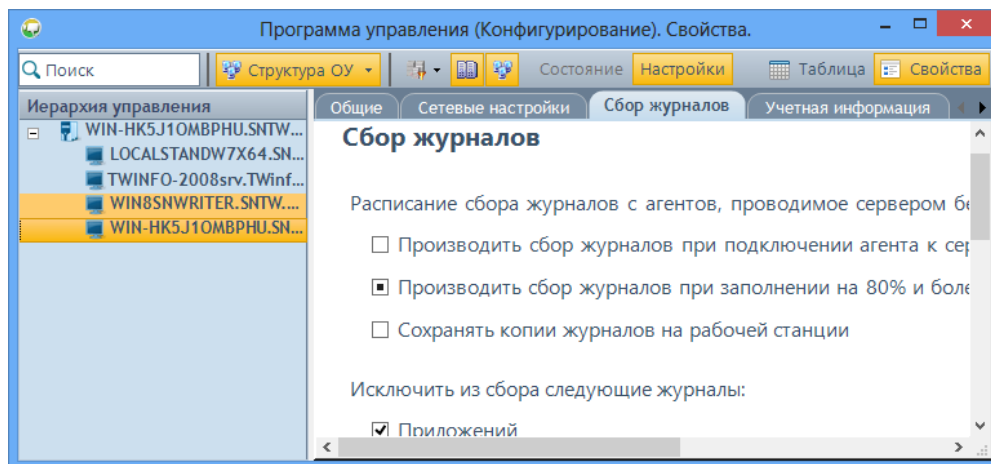 Программа управления (Конфигурирование). Свойства.
Поиск Структура ОУ Состояние Настройки Таблица Свойства
Иерархия управления
WIN-HK5J1OMBPHU.SNTW...
LOCALSTANDW7X64.SN...
TWINFO-2008srv.TWinf...
WIN8SNWRITER.SNTW....
WIN-HK5J1OMBPHU.SN...
Общие Сетевые настройки Сбор журналов Учетная информация
Сбор журналов
Расписание сбора журналов с агентов, проводимое сервером бе
Производить сбор журналов при подключении агента к сер
Производить сбор журналов при заполнении на 80% и боле
Сохранять копии журналов на рабочей станции
Исключить из сбора следующие журналы:
Приложений